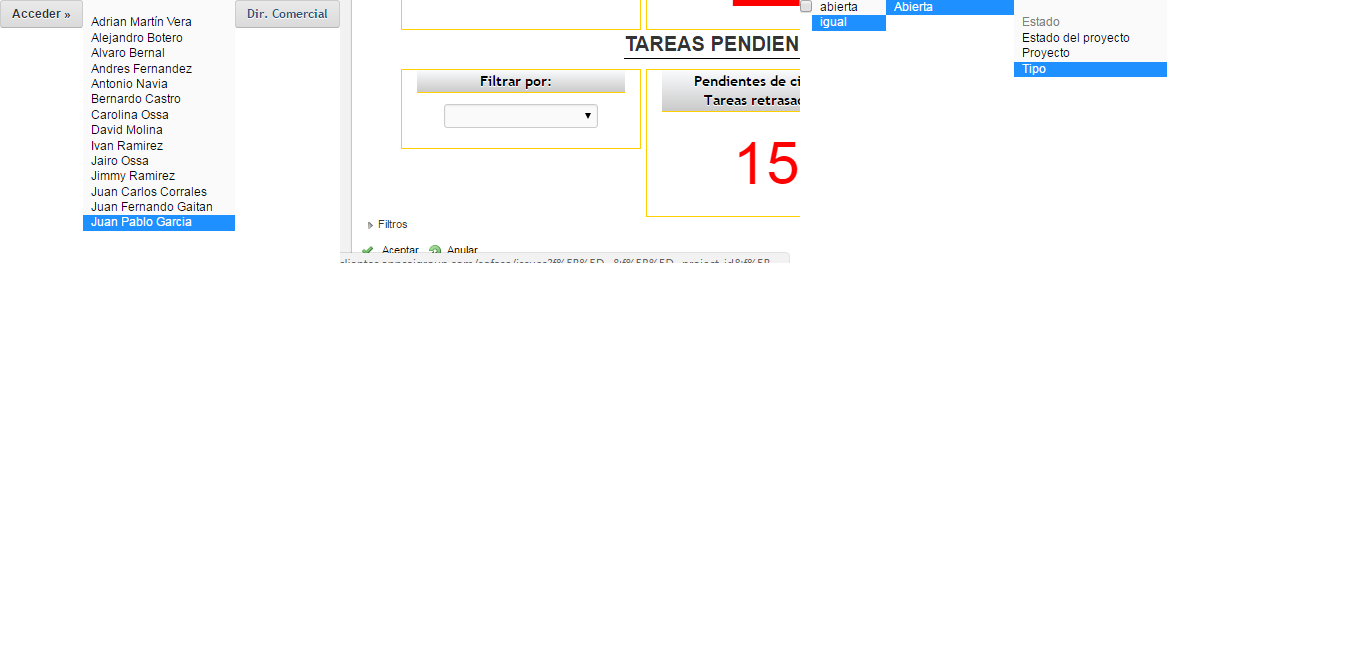 Acceder »
Adrian Martín Vera
Alejandro Botero
Alvaro Bernal
Andres Fernandez
Antonio Navia
Bernardo Castro
Carolina Ossa
David Molina
Ivan Ramirez
Jairo Ossa
Jimmy Ramirez
Juan Carlos Corrales
Juan Fernando Gaitan
Juan Pablo Garcia
Dir. Comercial
TAREAS PENDIEN
Filtrar por:
Pendientes de ci
Tareas retrasad
15
Filtros
Aceptar Anular
abierta
igual
Abierta
Estado
Estado del proyecto
Proyecto
Tipo